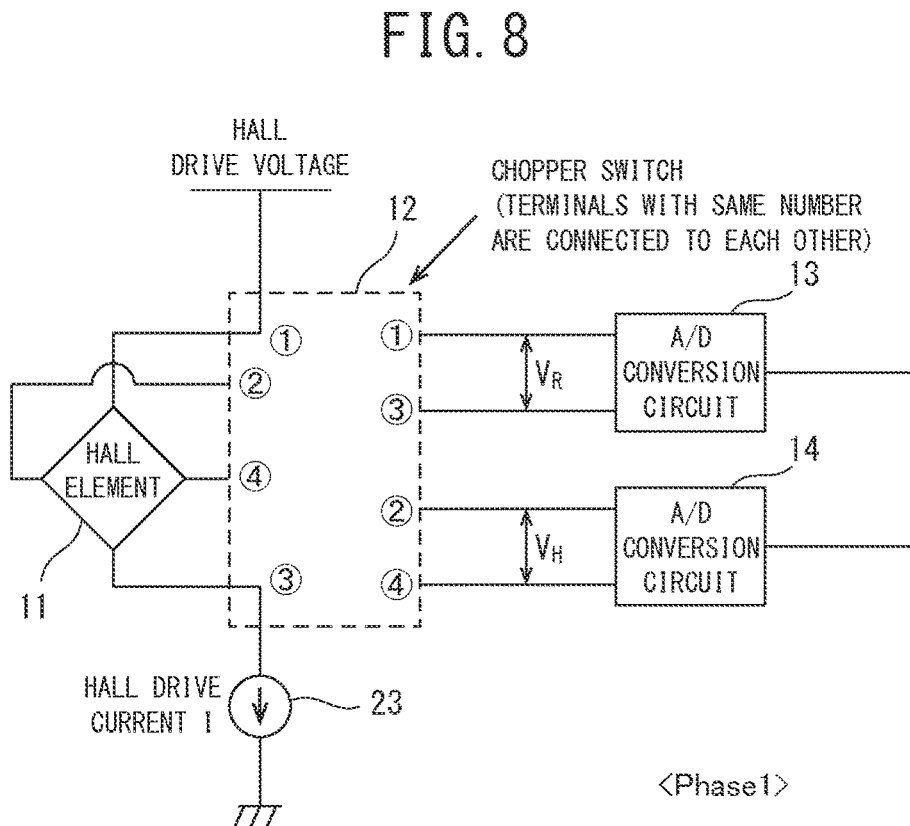 FIG. 8
HALL
DRIVE VOLTAGE
CHOPPER SWITCH
(TERMINALS WITH SAME NUMBER
ARE CONNECTED TO EACH OTHER)
12
13
①
②
④
③
①
③
②
④
V_R
V_H
A/D
CONVERSION
CIRCUIT
14
A/D
CONVERSION
CIRCUIT
HALL
ELEMENT
11
HALL DRIVE
CURRENT I
23
<Phase1>